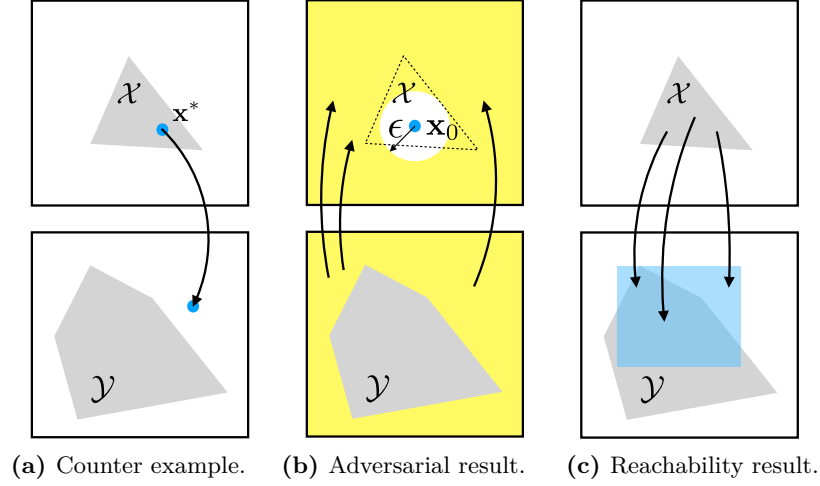 𝒳
x*
𝒳
ϵ
x₀
𝒳
𝒴
𝒴
𝒴
(a) Counter example. (b) Adversarial result. (c) Reachability result.